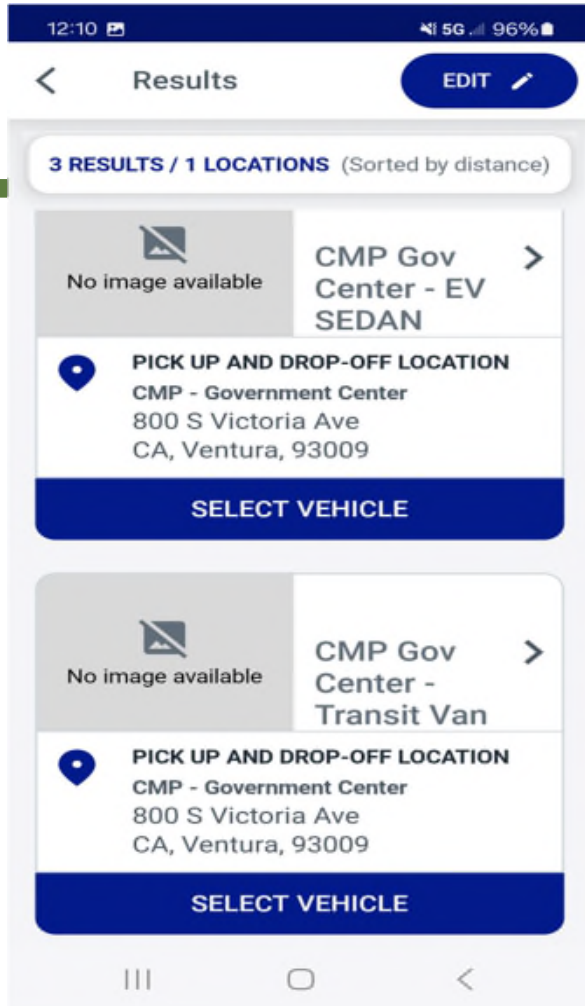 12:10 5G 96%
Results EDIT
3 RESULTS / 1 LOCATIONS (Sorted by distance)
No image available
CMP Gov
Center - EV
SEDAN
PICK UP AND DROP-OFF LOCATION
CMP - Government Center
800 S Victoria Ave
CA, Ventura, 93009
SELECT VEHICLE
No image available
CMP Gov
Center -
Transit Van
PICK UP AND DROP-OFF LOCATION
CMP - Government Center
800 S Victoria Ave
CA, Ventura, 93009
SELECT VEHICLE